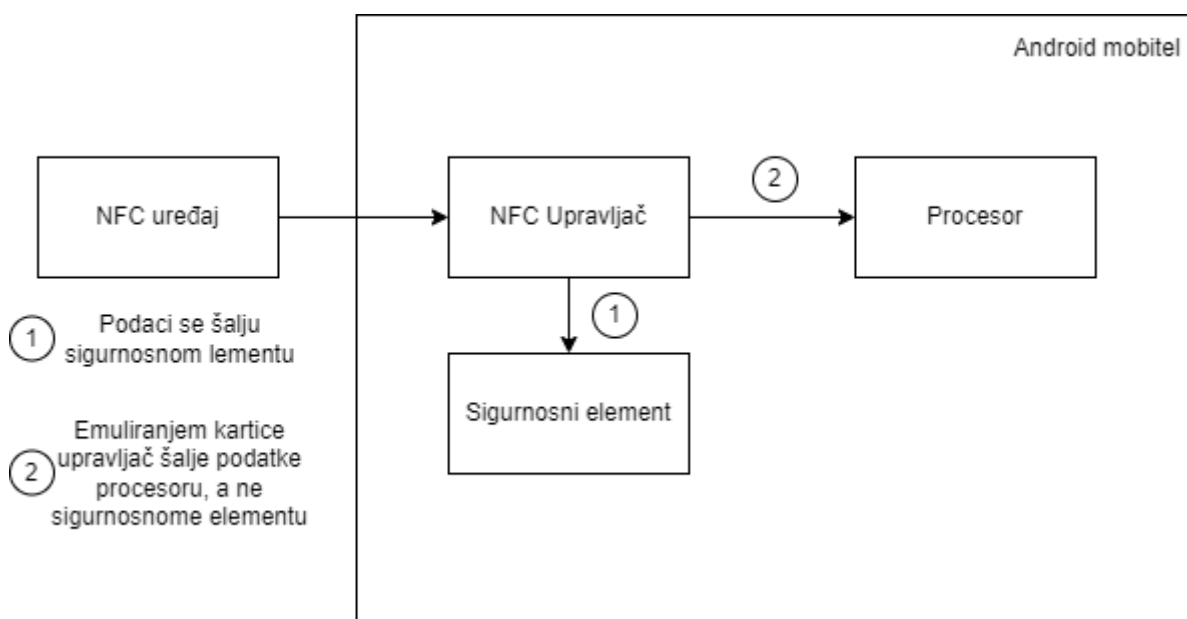 Android mobitel
NFC uređaj
NFC Upravljač
2
Procesor
1
Sigurnosni element
1
Podaci se šalju
sigurnosnom lementu
2
Emuliranjem kartice
upravljač šalje podatke
procesoru, a ne
sigurnosnome elementu